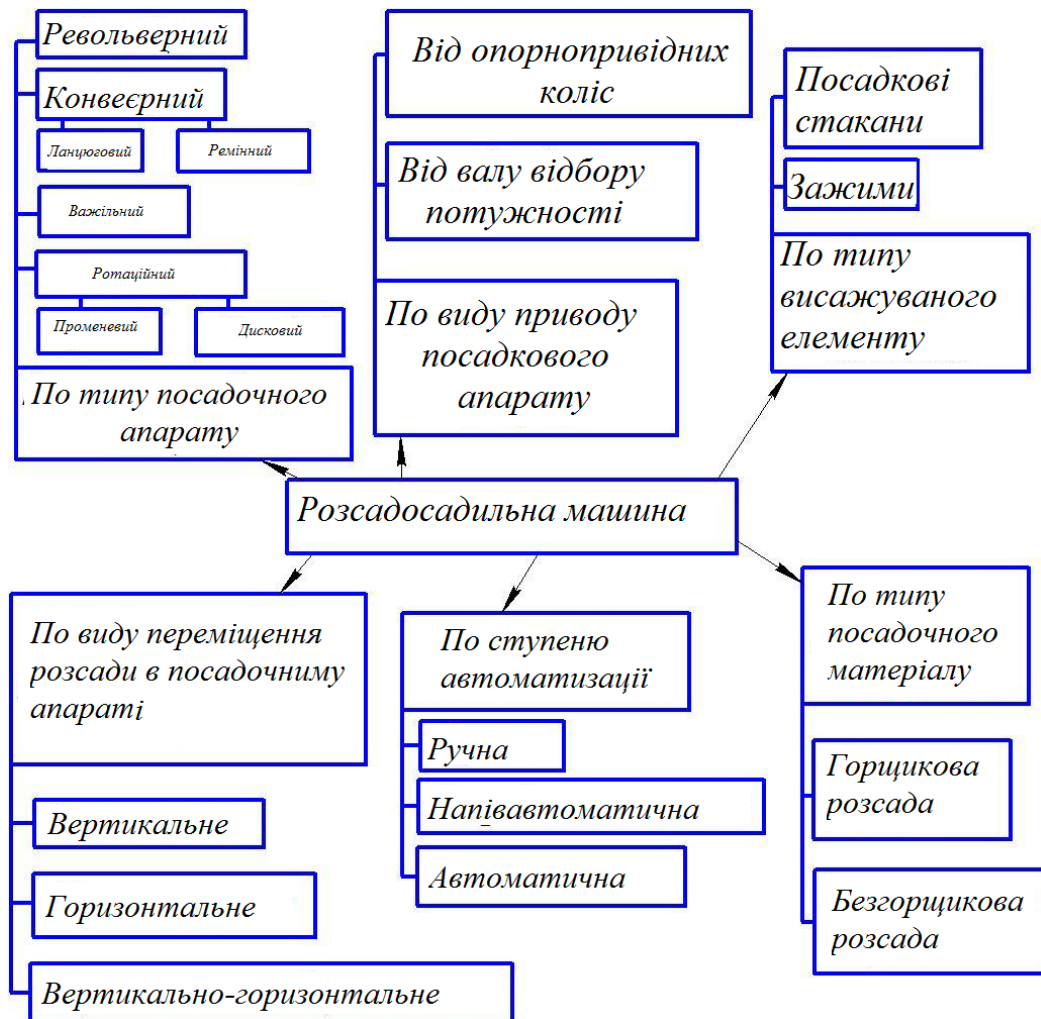 Револьверний
Конвеєрний
Ланцюговий
Ремінний
Важільний
Ротаційний
Променевий
Дисковий
По типу посадочного
апарату
Від опорнопривідних
коліс
Від валу відбору
потужності
По виду приводу
посадкового
апарату
Посадкові
стакани
Зажими
По типу
висажуваного
елементу
Розсадосадильна машина
По виду переміщення
розсади в посадочним
апараті
Вертикальне
Горизонтальне
Вертикально-горизонтальне
По ступеню
автоматизації
Ручна
Напівавтоматична
Автоматична
По типу
посадочного
матеріалу
Горщикова
розсада
Безгорщикова
розсада